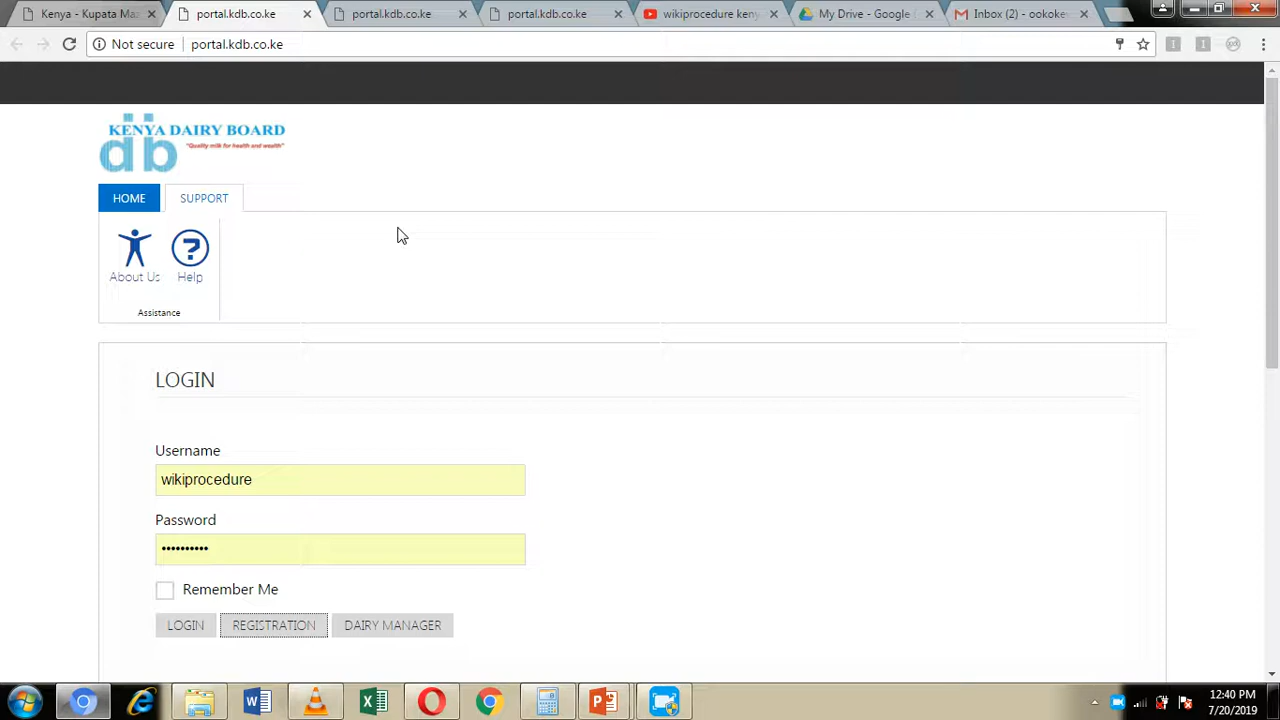 Kenya - Kupata Ma
portal.kdb.co.ke
portal.kdb.co.ke
portal.kdb.co.ke
wikiprocedure keny
My Drive - Google
Inbox (2) - ookokes
Not secure
portal.kdb.co.ke
KENYA DAIRY BOARD
"Quality milk for health and wealth"
db
HOME
SUPPORT
About Us
Help
Assistance
LOGIN
Username
wikiprocedure
Password
••••••••••
Remember Me
LOGIN
REGISTRATION
DAIRY MANAGER
12:40 PM
7/20/2019